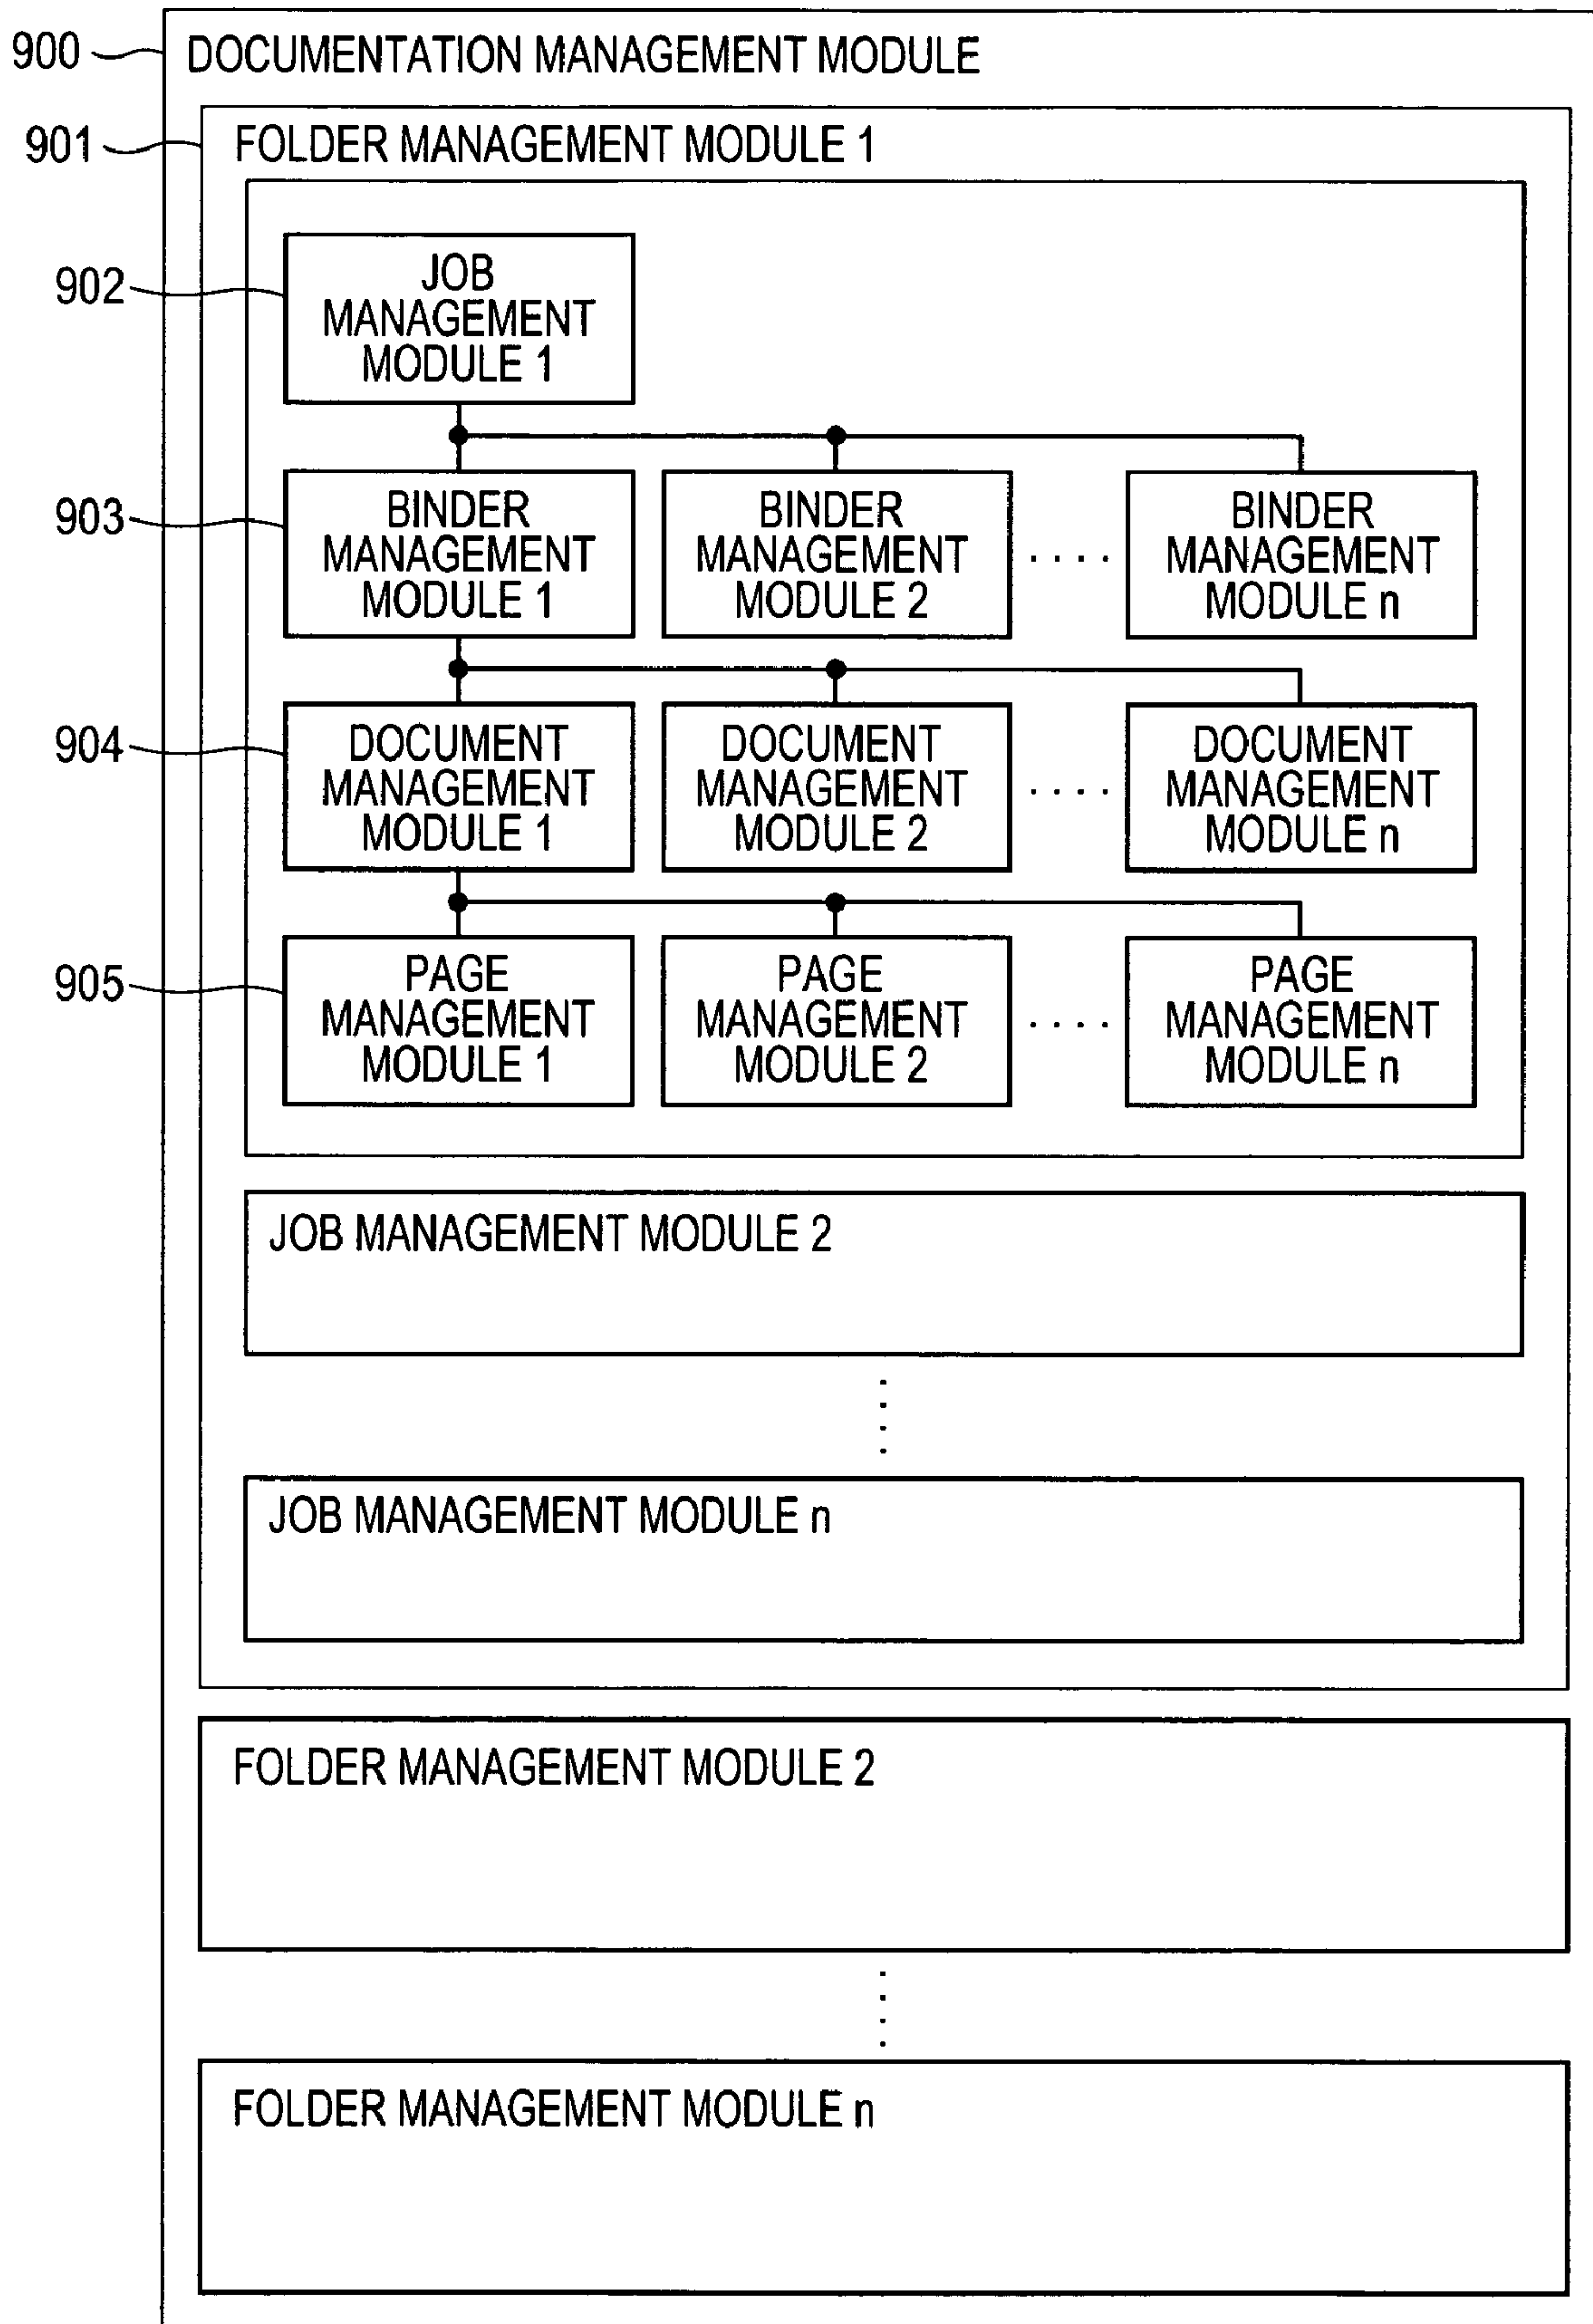 900
DOCUMENTATION MANAGEMENT MODULE
901
FOLDER MANAGEMENT MODULE 1
902
JOB
MANAGEMENT
MODULE 1
903
BINDER
MANAGEMENT
MODULE 1
BINDER
MANAGEMENT
MODULE 2
....
BINDER
MANAGEMENT
MODULE n
904
DOCUMENT
MANAGEMENT
MODULE 1
DOCUMENT
MANAGEMENT
MODULE 2
....
DOCUMENT
MANAGEMENT
MODULE n
905
PAGE
MANAGEMENT
MODULE 1
PAGE
MANAGEMENT
MODULE 2
....
PAGE
MANAGEMENT
MODULE n
JOB MANAGEMENT MODULE 2
JOB MANAGEMENT MODULE n
FOLDER MANAGEMENT MODULE 2
FOLDER MANAGEMENT MODULE n